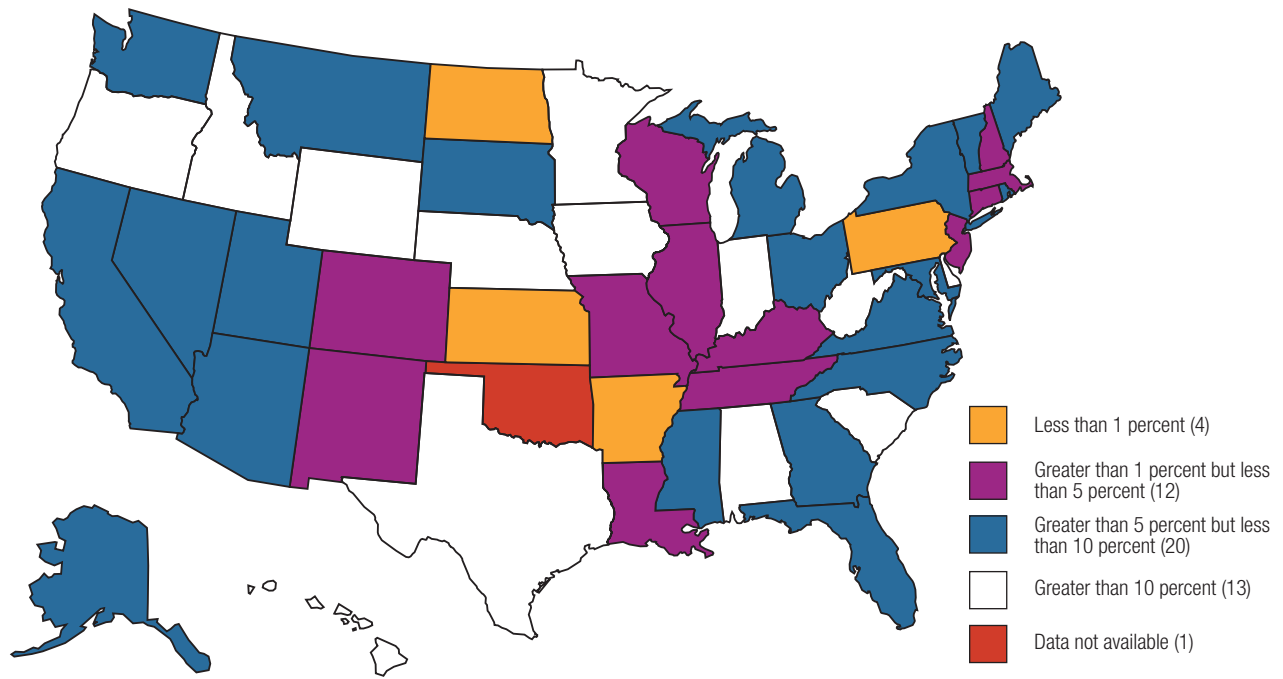 Less than 1 percent (4)
Greater than 1 percent but less
than 5 percent (12)
Greater than 5 percent but less
than 10 percent (20)
Greater than 10 percent (13)
Data not available (1)